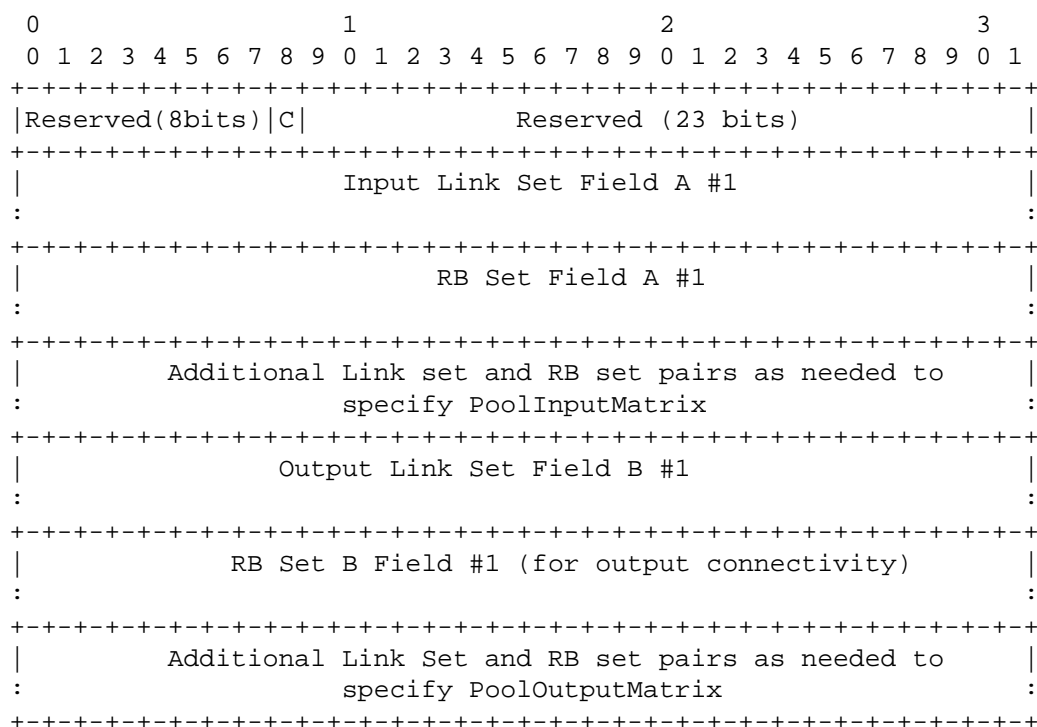 0                   1                   2                   3
0 1 2 3 4 5 6 7 8 9 0 1 2 3 4 5 6 7 8 9 0 1 2 3 4 5 6 7 8 9 0 1
+-+-+-+-+-+-+-+-+-+-+-+-+-+-+-+-+-+-+-+-+-+-+-+-+-+-+-+-+-+-+-+-+
|Reserved(8bits)|C|             Reserved (23 bits)              |
+-+-+-+-+-+-+-+-+-+-+-+-+-+-+-+-+-+-+-+-+-+-+-+-+-+-+-+-+-+-+-+-+
|                    Input Link Set Field A #1                  |
:                                                               :
+-+-+-+-+-+-+-+-+-+-+-+-+-+-+-+-+-+-+-+-+-+-+-+-+-+-+-+-+-+-+-+-+
|                          RB Set Field A #1                    |
:                                                               :
+-+-+-+-+-+-+-+-+-+-+-+-+-+-+-+-+-+-+-+-+-+-+-+-+-+-+-+-+-+-+-+-+
|         Additional Link set and RB set pairs as needed to     |
:                    specify PoolInputMatrix                    :
+-+-+-+-+-+-+-+-+-+-+-+-+-+-+-+-+-+-+-+-+-+-+-+-+-+-+-+-+-+-+-+-+
|                Output Link Set Field B #1                     |
:                                                               :
+-+-+-+-+-+-+-+-+-+-+-+-+-+-+-+-+-+-+-+-+-+-+-+-+-+-+-+-+-+-+-+-+
|             RB Set B Field #1 (for output connectivity)       |
:                                                               :
+-+-+-+-+-+-+-+-+-+-+-+-+-+-+-+-+-+-+-+-+-+-+-+-+-+-+-+-+-+-+-+-+
|         Additional Link Set and RB set pairs as needed to     |
:                    specify PoolOutputMatrix                   :
+-+-+-+-+-+-+-+-+-+-+-+-+-+-+-+-+-+-+-+-+-+-+-+-+-+-+-+-+-+-+-+-+